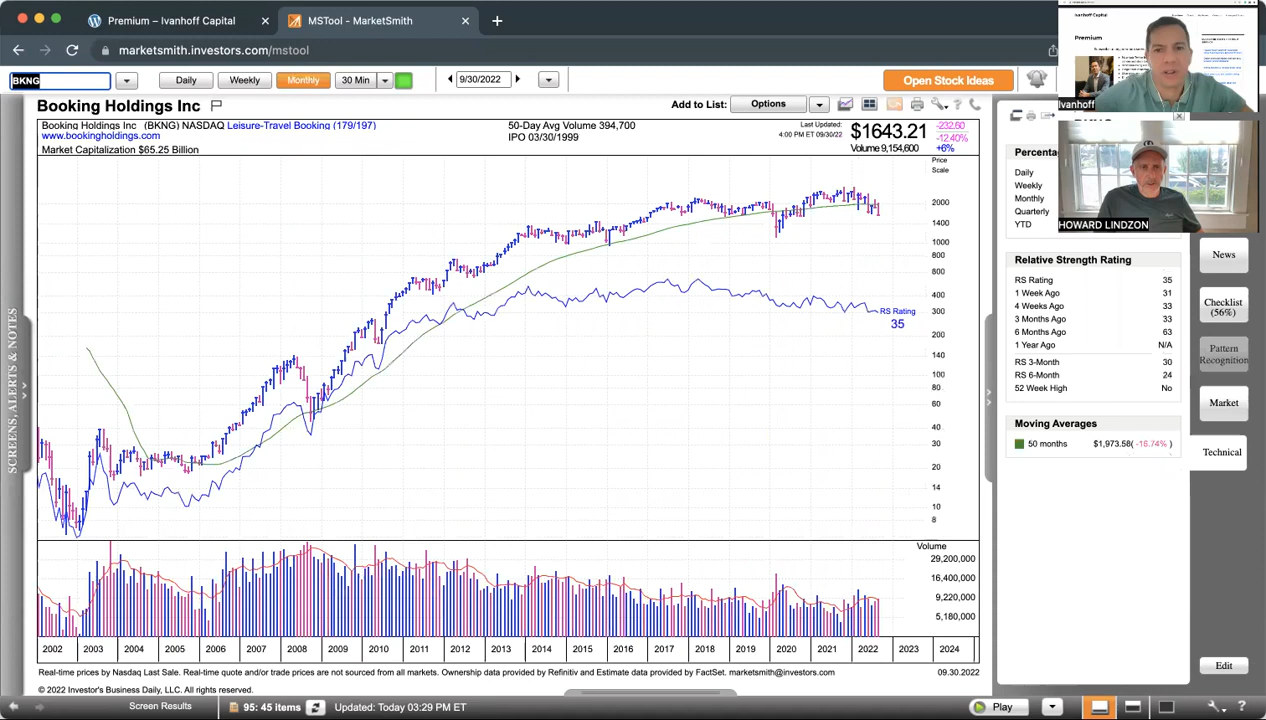 Premium – Ivanhoff Capital
MSTool - MarketSmith
marketsmith.investors.com/mstool
BKNG
Daily
Weekly
Monthly
30 Min
9/30/2022
Open Stock Ideas
Ivanhoff Capital
Premium
Ivanhoff
HOWARD LINDZON
Booking Holdings Inc
Add to List:
Options
Booking Holdings Inc (BKNG) NASDAQ Leisure-Travel Booking (179/197)
www.bookingholdings.com
Market Capitalization $65.25 Billion
50-Day Avg Volume 394,700
IPO 03/30/1999
Last Updated:
4:00 PM ET 09/30/22
$1643.21
-232.60
-12.40%
Volume 9,154,600
+6%
Price
Scale
2000
1400
1000
800
600
400
300
200
140
100
80
60
40
30
20
14
10
8
RS Rating
35
Volume
29,200,000
16,400,000
9,220,000
5,180,000
2002 2003 2004 2005 2006 2007 2008 2009 2010 2011 2012 2013 2014 2015 2016 2017 2018 2019 2020 2021 2022 2023 2024
Real-time prices by Nasdaq Last Sale. Real-time quote and/or trade prices are not sourced from all markets. Ownership data provided by Refinitiv and Estimate data provided by FactSet. marketsmith@investors.com
09.30.2022
© 2022 Investor's Business Daily, LLC. All rights reserved.
SCREENS, ALERTS & NOTES
Daily
Weekly
Monthly
Quarterly
YTD
Relative Strength Rating
RS Rating 35
1 Week Ago 31
4 Weeks Ago 33
3 Months Ago 33
6 Months Ago 63
1 Year Ago N/A
RS 3-Month 30
RS 6-Month 24
52 Week High No
Moving Averages
50 months $1,973.58( -16.74% )
News
Checklist
(56%)
Pattern
Recognition
Market
Technical
Edit
Screen Results
95: 45 items
Updated: Today 03:29 PM ET
Play